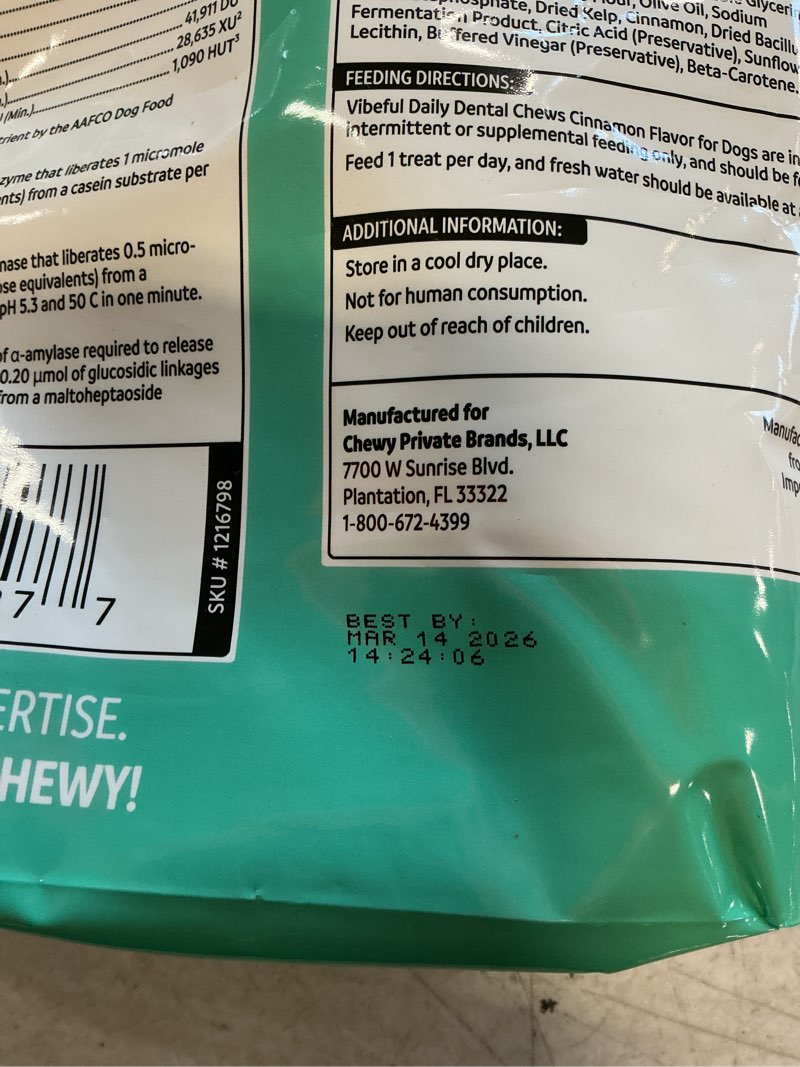 41,911 DU
28,635 XU²
1,090 HUT³
(Min.)
trient by the AAFCO Dog Food
zyme that liberates 1 micromole
nts) from a casein substrate per
nase that liberates 0.5 micro-
ose equivalents) from a
pH 5.3 and 50 C in one minute.
of α-amylase required to release
0.20 µmol of glucosidic linkages
from a maltoheptaoside
7 7
SKU # 1216798
ERTISE.
HEWY!
Olive Oil, Sodium
Dried Kelp, Cinnamon, Dried
Fermentation Product, Citric Acid (Preservative),
Lecithin, Buffered Vinegar (Preservative), Beta-Carotene.
FEEDING DIRECTIONS:
Vibeful Daily Dental Chews Cinnamon Flavor for Dogs are in
intermittent or supplemental feeding only, and should be f
Feed 1 treat per day, and fresh water should be available at
ADDITIONAL INFORMATION:
Store in a cool dry place.
Not for human consumption.
Keep out of reach of children.
Manufactured for
Chewy Private Brands, LLC
7700 W Sunrise Blvd.
Plantation, FL 33322
1-800-672-4399
Manufac
fro
Imp
BEST BY:
MAR 14 2026
14:24:06